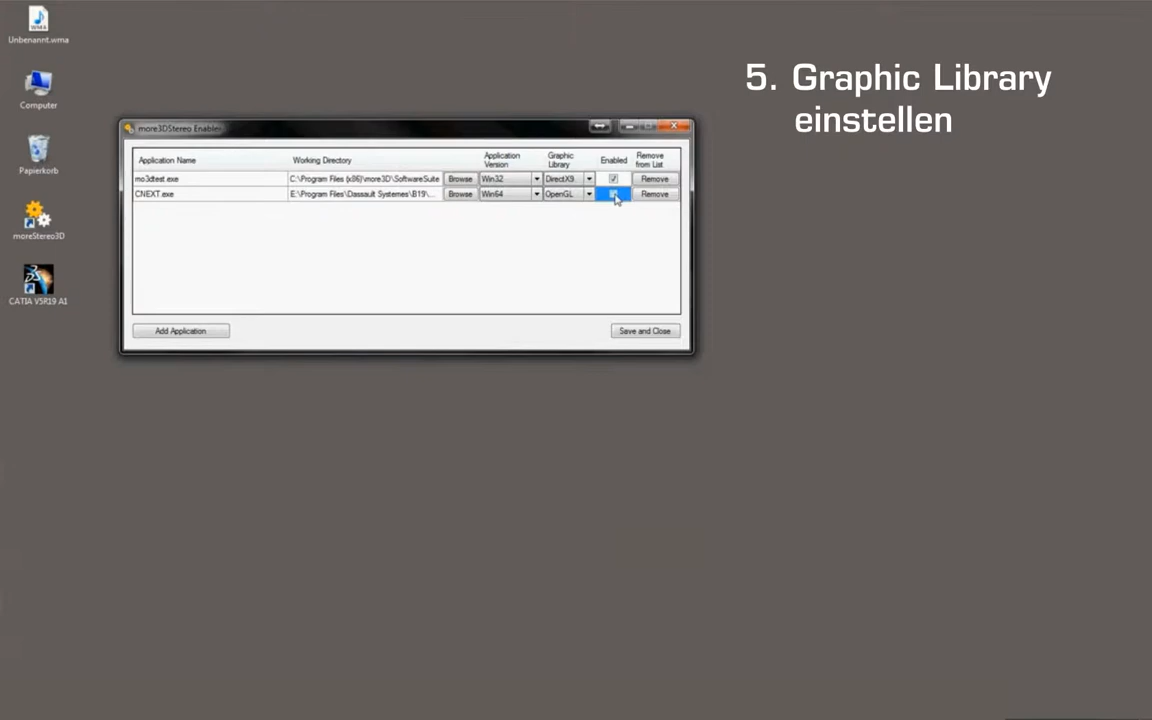 WMA
Unbenannt.wma
Computer
Papierkorb
moreStereo3D
CATIA V5R19 A1
5. Graphic Library
einstellen
more3DStereo Enabler
Application Name Working Directory Application Version Graphic Library Enabled Remove from List
mo3dtest.exe C:\Program Files (x86)\more3D\SoftwareSuite Browse Win32 DirectX9 Remove
CNEXT.exe E:\Program Files\Dassault Systemes\B19\... Browse Win64 OpenGL Remove
Add Application Save and Close